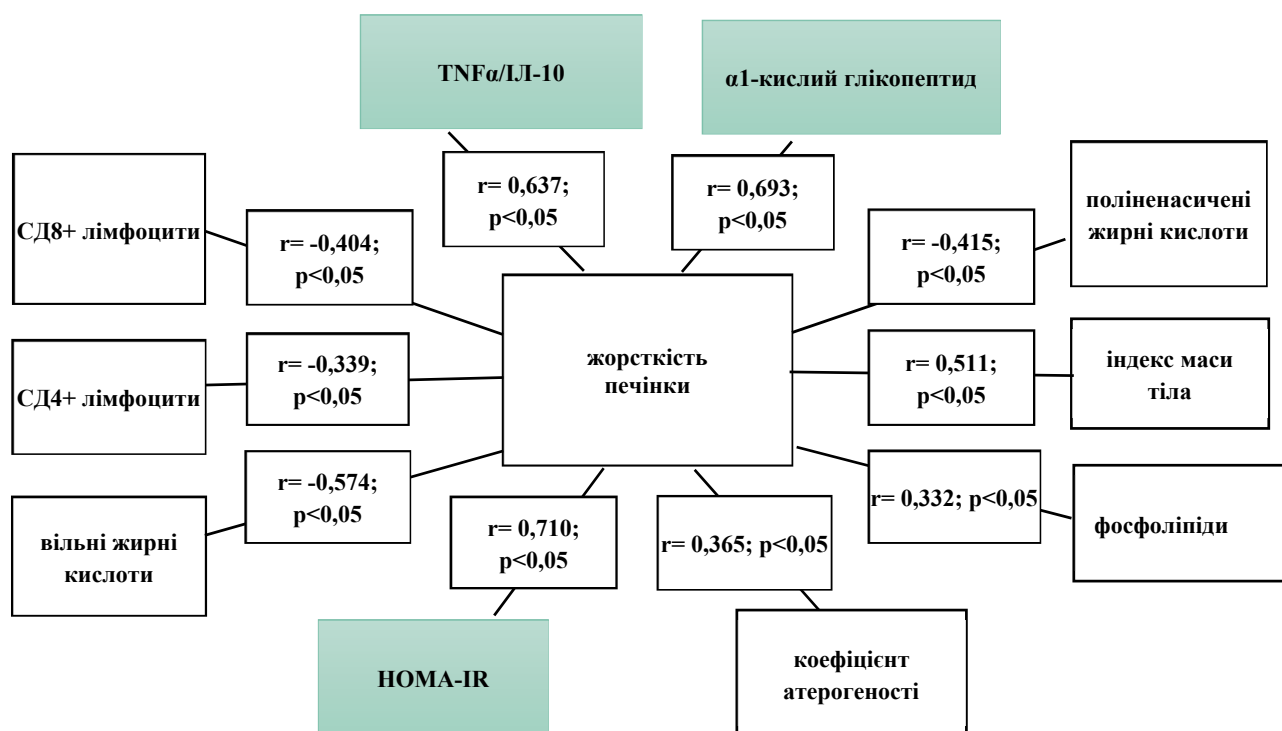 TNFα/ІЛ-10
α1-кислий глікопептид
r= 0,637;
p<0,05
r= 0,693;
p<0,05
СД8+ лімфоцити
r= -0,404;
p<0,05
r= -0,415;
p<0,05
поліненасичені
жирні кислоти
СД4+ лімфоцити
r= -0,339;
p<0,05
жорсткість
печінки
r= 0,511;
p<0,05
індекс маси
тіла
вільні жирні
кислоти
r= -0,574;
p<0,05
r= 0,332; p<0,05
фосфоліпіди
r= 0,710;
p<0,05
r= 0,365; p<0,05
HOMA-IR
коефіцієнт
атерогеності